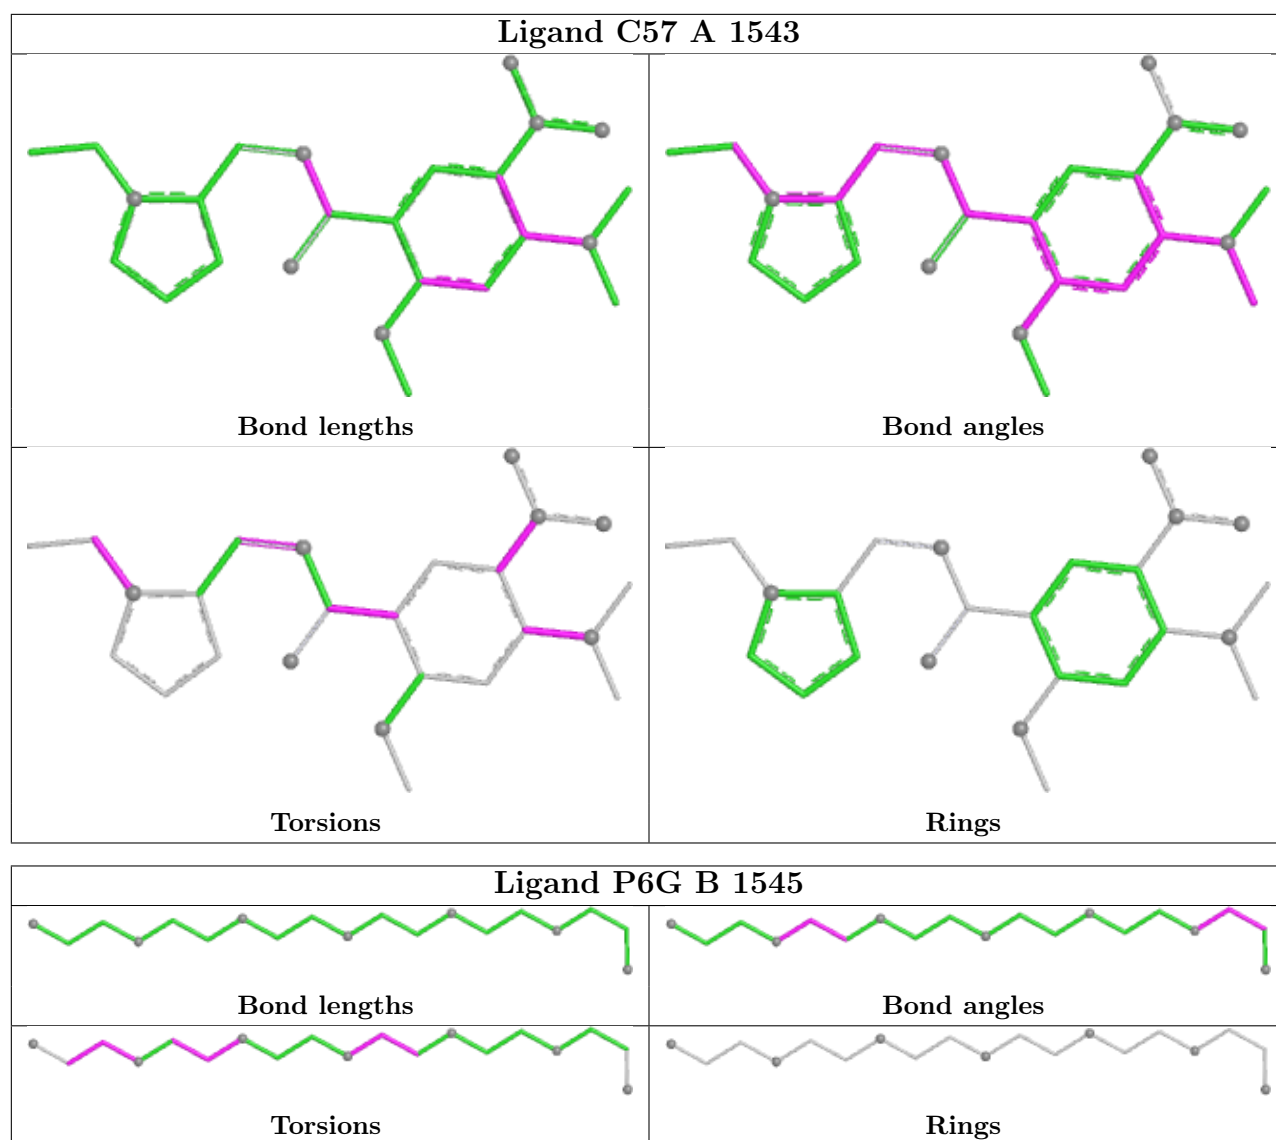 Ligand C57 A 1543
Bond lengths
Bond angles
Torsions
Rings
Ligand P6G B 1545
Bond lengths
Bond angles
Torsions
Rings